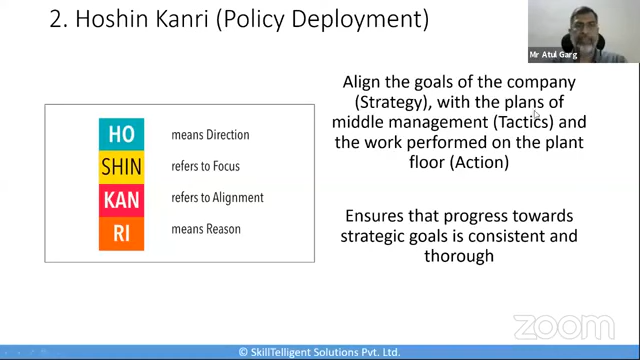 2. Hoshin Kanri (Policy Deployment)
Mr Atul Garg
HO means Direction
SHIN refers to Focus
KAN refers to Alignment
RI means Reason
Align the goals of the company
(Strategy), with the plans of
middle management (Tactics) and
the work performed on the plant
floor (Action)
Ensures that progress towards
strategic goals is consistent and
thorough
zoom
© SkillTelligent Solutions Pvt. Ltd.